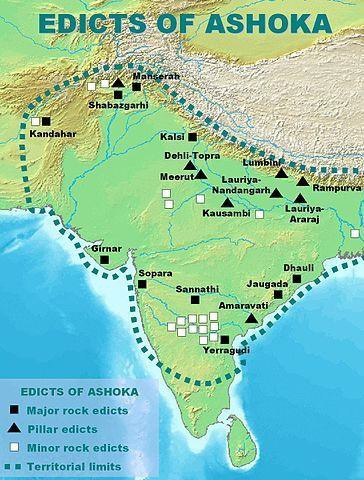 EDICTS OF ASHOKA
Manserah
Shabazgarhi
Kandahar
Kalsi
Dehli-Topra
Meerut
Lumbini
Lauriya-
Nandangarh
Rampurva
Kausambi
Lauriya-
Araraj
Girnar
Sopara
Sannathi
Dhauli
Jaugada
Amaravati
Yerragudi
EDICTS OF ASHOKA
Major rock edicts
Pillar edicts
Minor rock edicts
Territorial limits